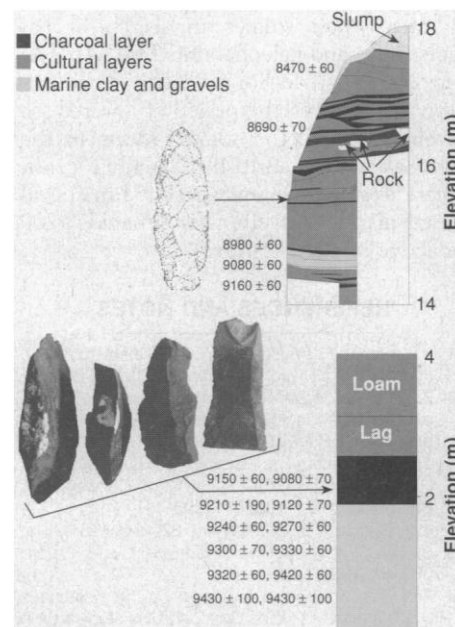 Slump
18
Charcoal layer
Cultural layers
Marine clay and gravels
8470 ± 60
8690 ± 70
16
Rock
Elevation (m)
8980 ± 60
9080 ± 60
9160 ± 60
14
4
Loam
Lag
Elevation (m)
9150 ± 60, 9080 ± 70
2
9210 ± 190, 9120 ± 70
9240 ± 60, 9270 ± 60
9300 ± 70, 9330 ± 60
9320 ± 60, 9420 ± 60
9430 ± 100, 9430 ± 100